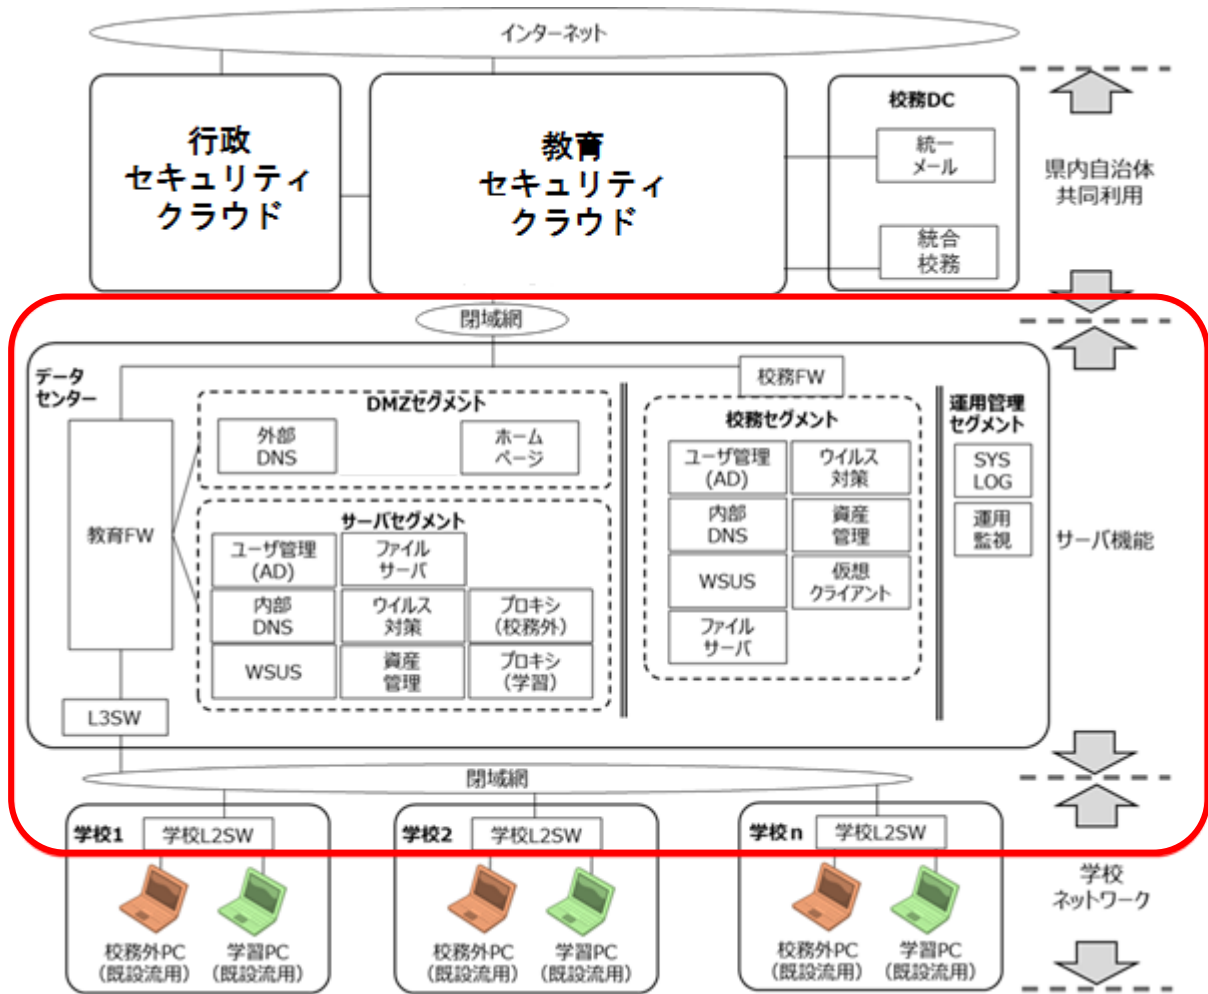 インターネット
行政
セキュリティ
クラウド
教育
セキュリティ
クラウド
校務DC
統一
メール
統合
校務
県内自治体
共同利用
閉域網
データ
センター
校務FW
DMZセグメント
外部
DNS
ホーム
ページ
教育FW
サーバセグメント
ユーザ管理
(AD)
ファイル
サーバ
内部
DNS
ウイルス
対策
プロキシ
(校務外)
WSUS
資産
管理
プロキシ
(学習)
校務セグメント
ユーザ管理
(AD)
ウイルス
対策
内部
DNS
資産
管理
WSUS
仮想
クライアント
ファイル
サーバ
運用管理
セグメント
SYS
LOG
運用
監視
サーバ機能
L3SW
閉域網
学校1
学校L2SW
校務外PC
(既設流用)
学習PC
(既設流用)
学校2
学校L2SW
校務外PC
(既設流用)
学習PC
(既設流用)
学校n
学校L2SW
校務外PC
(既設流用)
学習PC
(既設流用)
学校
ネットワーク